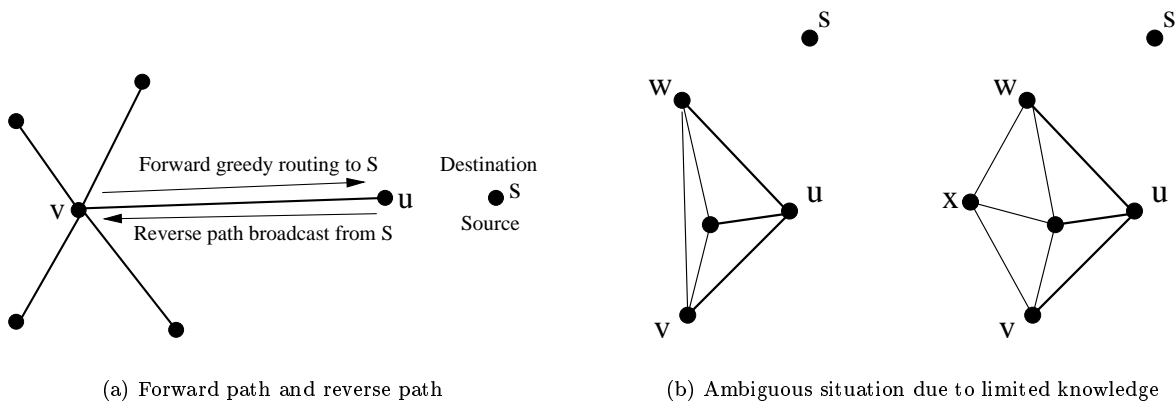 Forward greedy routing to S
Destination
v
u
S
Reverse path broadcast from S
Source
(a) Forward path and reverse path
s
w
u
v
s
w
x
u
v
(b) Ambiguous situation due to limited knowledge